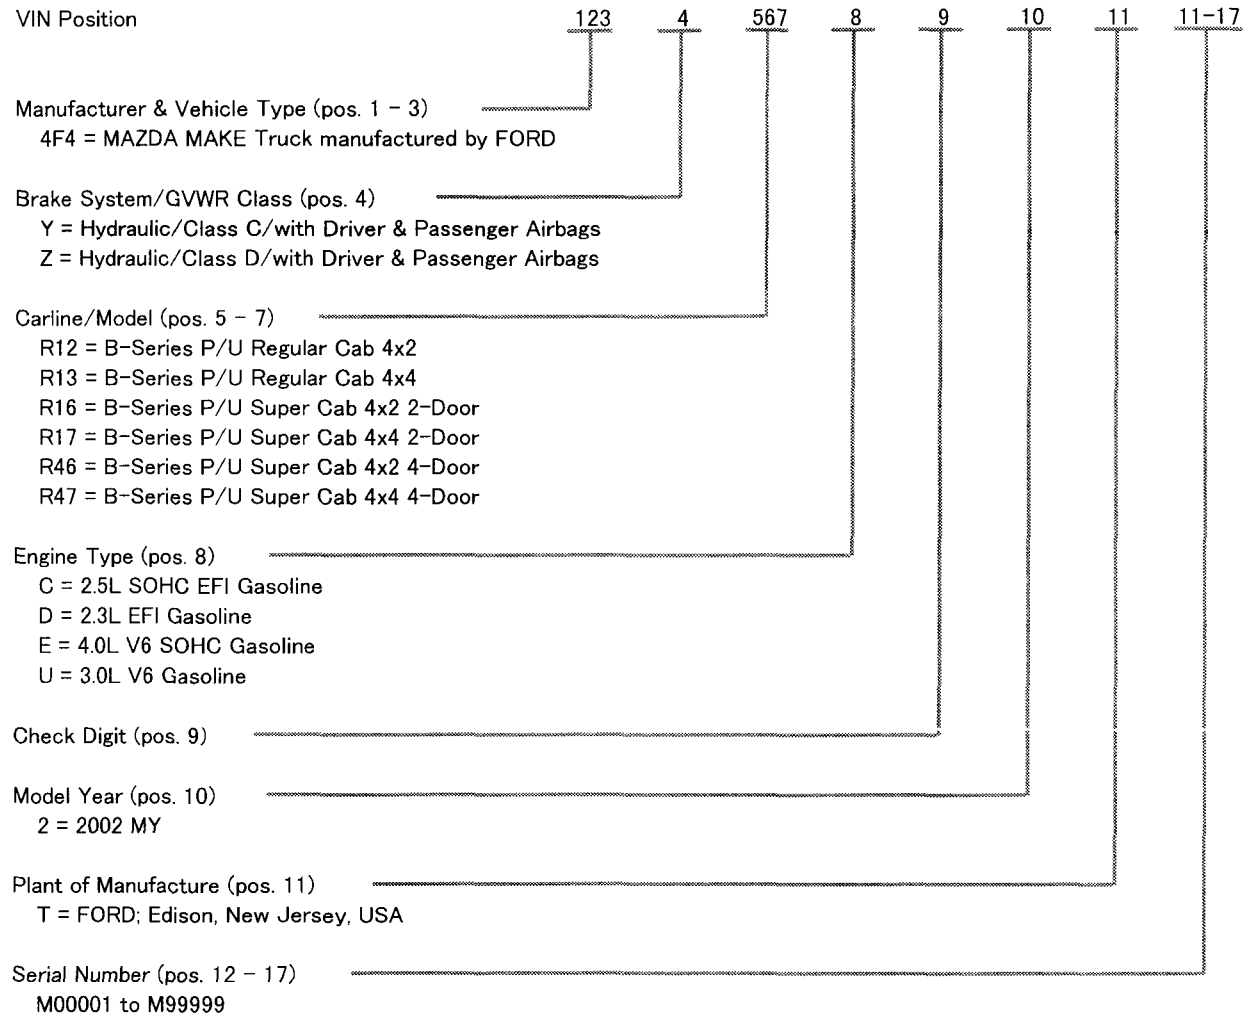 VIN Position 123 4 567 8 9 10 11 11-17
Manufacturer & Vehicle Type (pos. 1 - 3)
4F4 = MAZDA MAKE Truck manufactured by FORD
Brake System/GVWR Class (pos. 4)
Y = Hydraulic/Class C/with Driver & Passenger Airbags
Z = Hydraulic/Class D/with Driver & Passenger Airbags
Carline/Model (pos. 5 - 7)
R12 = B-Series P/U Regular Cab 4x2
R13 = B-Series P/U Regular Cab 4x4
R16 = B-Series P/U Super Cab 4x2 2-Door
R17 = B-Series P/U Super Cab 4x4 2-Door
R46 = B-Series P/U Super Cab 4x2 4-Door
R47 = B-Series P/U Super Cab 4x4 4-Door
Engine Type (pos. 8)
C = 2.5L SOHC EFI Gasoline
D = 2.3L EFI Gasoline
E = 4.0L V6 SOHC Gasoline
U = 3.0L V6 Gasoline
Check Digit (pos. 9)
Model Year (pos. 10)
2 = 2002 MY
Plant of Manufacture (pos. 11)
T = FORD; Edison, New Jersey, USA
Serial Number (pos. 12 - 17)
M00001 to M99999